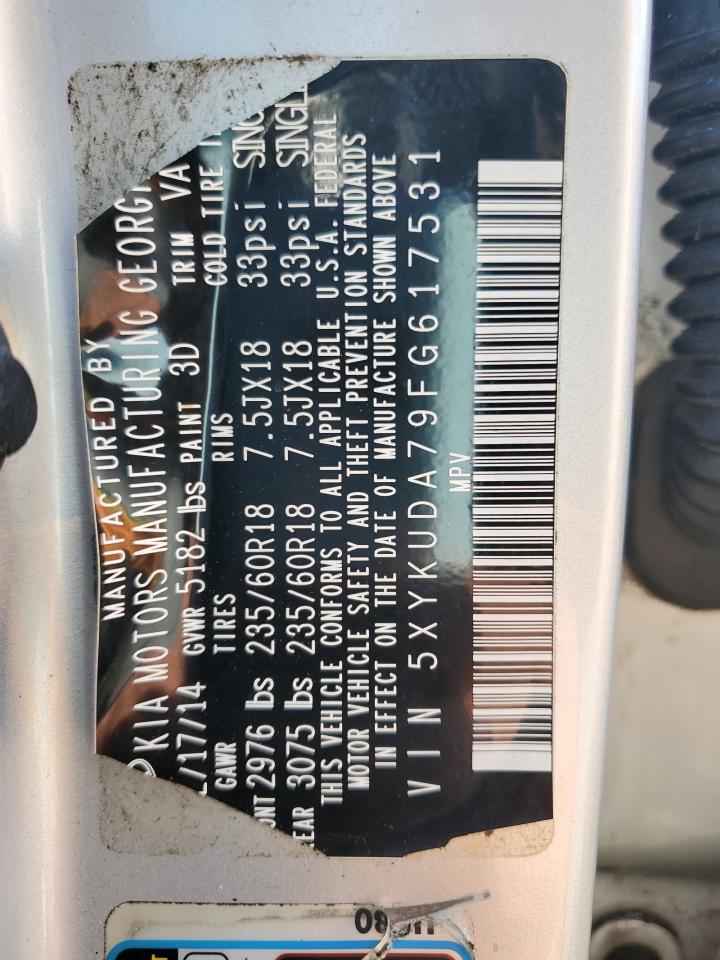 MANUFACTURED BY
KIA MOTORS MANUFACTURING GEORGI
/17/14 GVWR 5182 lbs PAINT 3D TRIM VA
GAWR TIRES RIMS COLD TIRE
ONT 2976 lbs 235/60R18 7.5JX18 33psi SING
EAR 3075 lbs 235/60R18 7.5JX18 33psi SINGL
THIS VEHICLE CONFORMS TO ALL APPLICABLE U.S.A. FEDERAL
MOTOR VEHICLE SAFETY AND THEFT PREVENTION STANDARDS
IN EFFECT ON THE DATE OF MANUFACTURE SHOWN ABOVE
VIN 5XYKUDA79FG617531
MPV